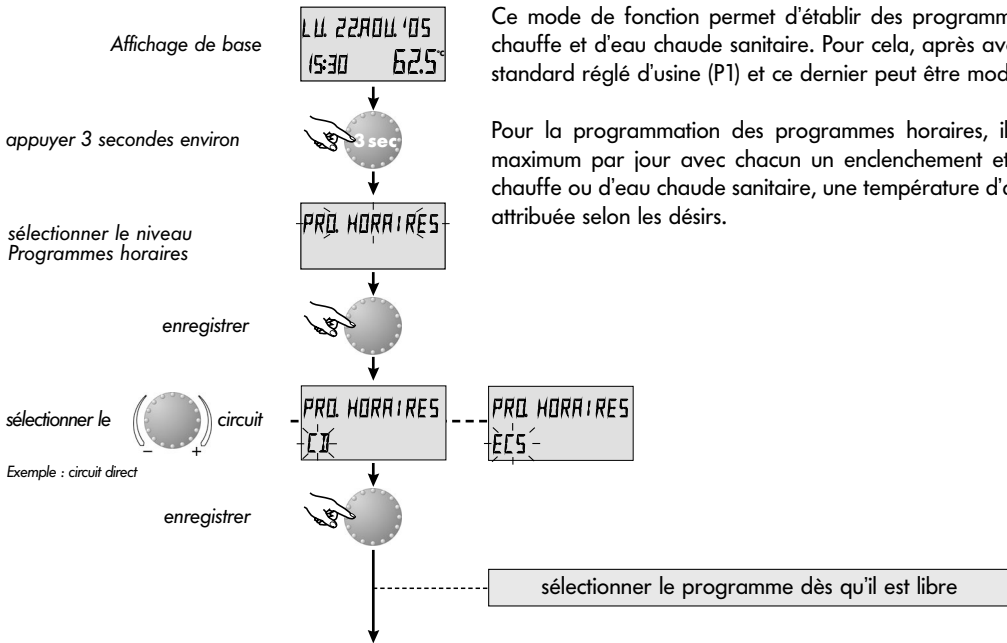 Affichage de base
LU. 22AOU. '05
15:30 62.5°C
Ce mode de fonction permet d'établir des programm
chauffe et d'eau chaude sanitaire. Pour cela, après av
standard réglé d'usine (P1) et ce dernier peut être mod
appuyer 3 secondes environ
3 sec
Pour la programmation des programmes horaires, il
maximum par jour avec chacun un enclenchement et
chauffe ou d'eau chaude sanitaire, une température d'
attribuée selon les désirs.
sélectionner le niveau
Programmes horaires
PRO. HORAIRES
enregistrer
sélectionner le - + circuit
PRO. HORAIRES
CD
PRO. HORAIRES
ECS
Exemple : circuit direct
enregistrer
sélectionner le programme dès qu'il est libre